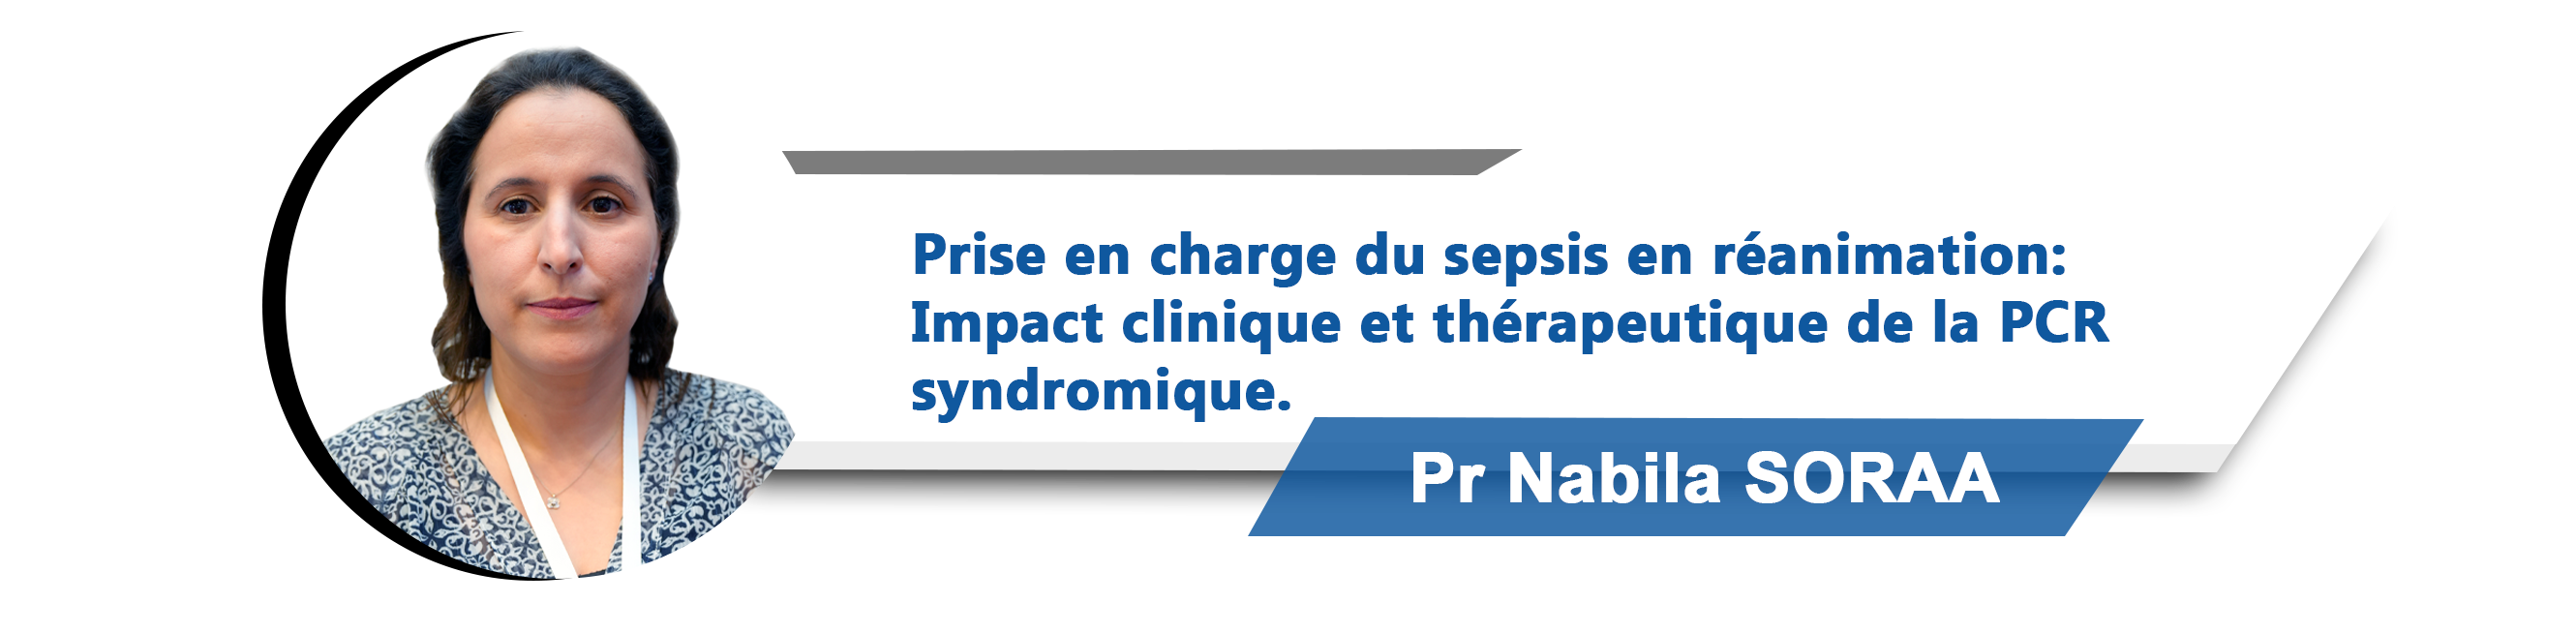 Prise en charge du sepsis en réanimation:
Impact clinique et thérapeutique de la PCR
syndromique.
Pr Nabila SORAA